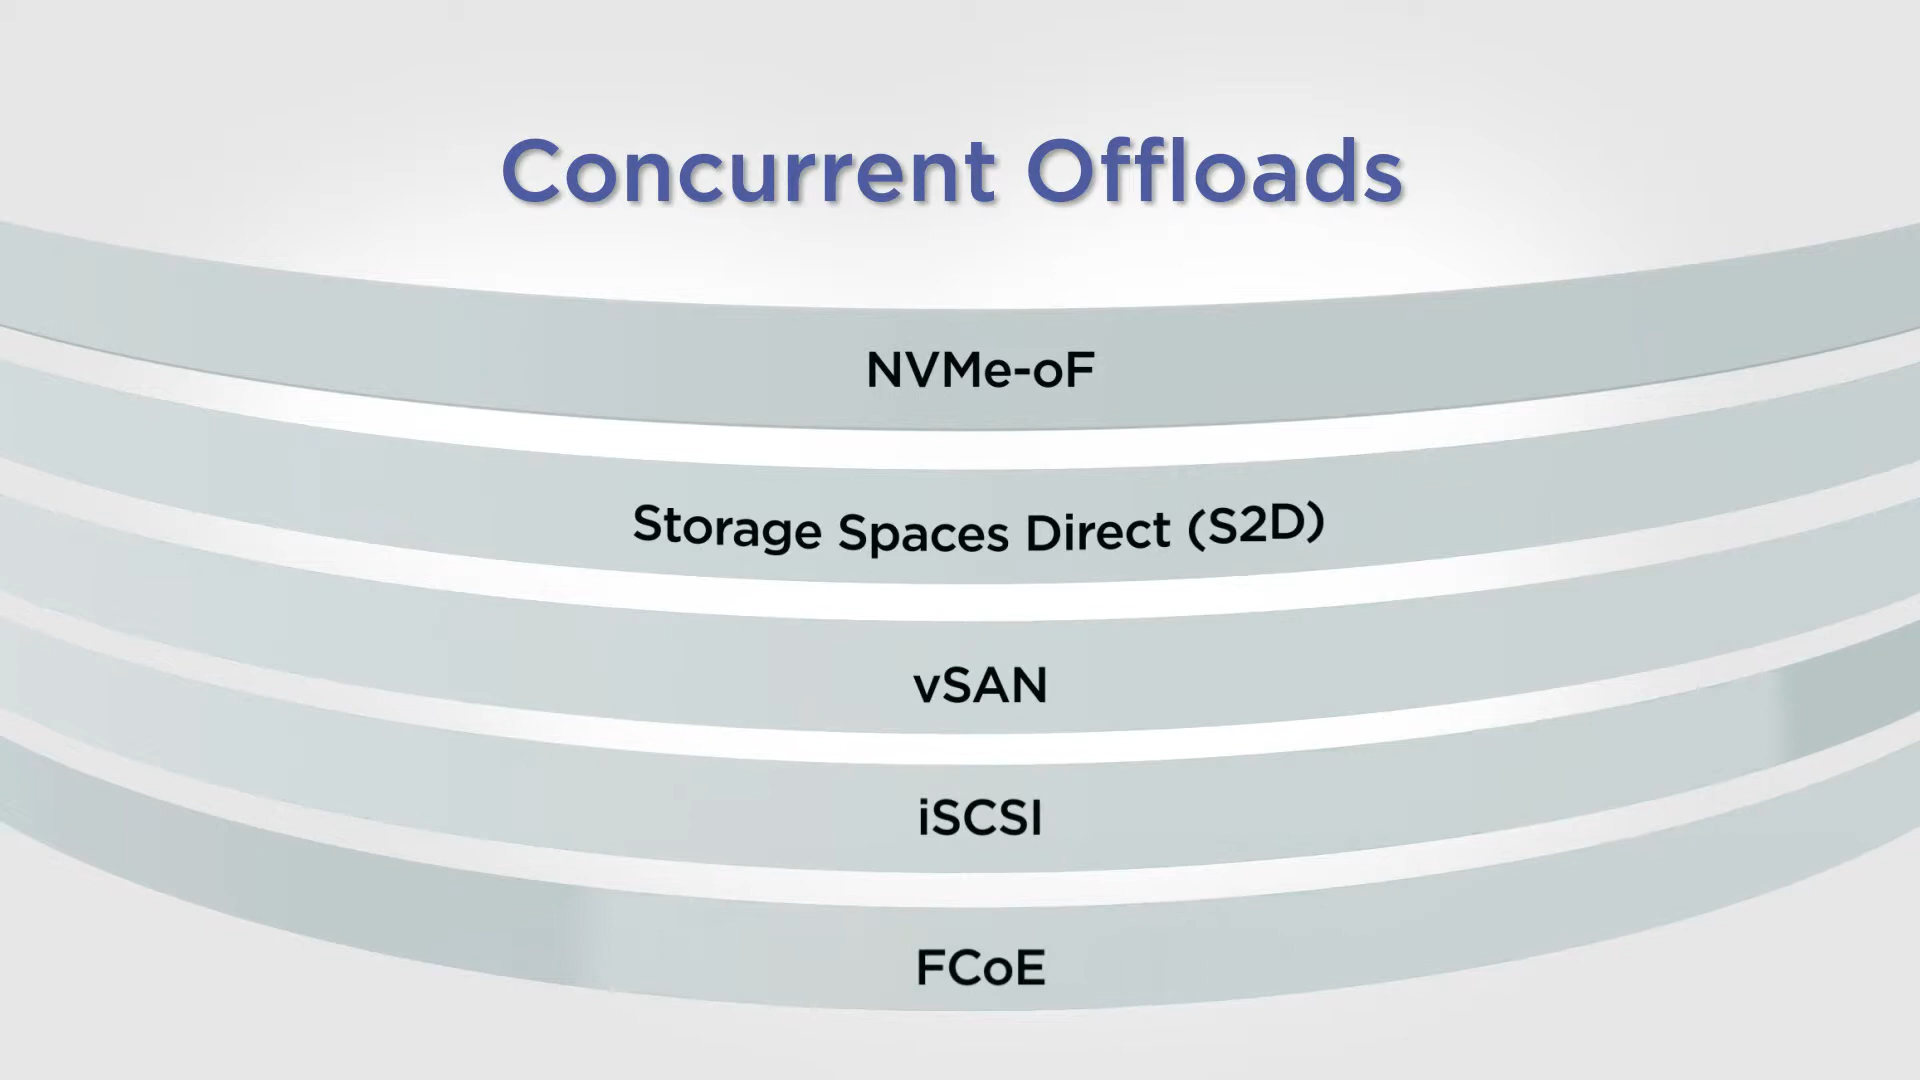 Concurrent Offloads
NVMe-oF
Storage Spaces Direct (S2D)
vSAN
iSCSI
FCoE